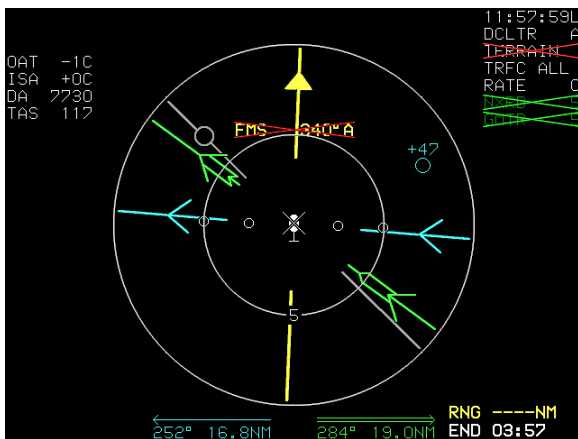 11:57:59L
OAT -1C
ISA +0C
DA 7730
TAS 117
DCLTR A
TERRAIN
TRFC ALL
RATE
FMS 340°A
+47
5
252° 16.8NM
284° 19.0NM
RNG ----NM
END 03:57